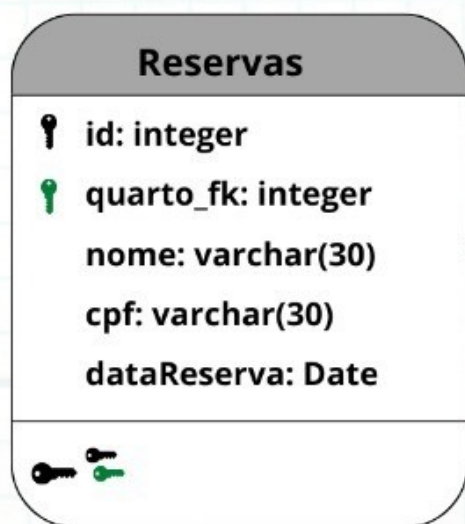 Reservas
id: integer
quarto_fk: integer
nome: varchar(30)
cpf: varchar(30)
dataReserva: Date